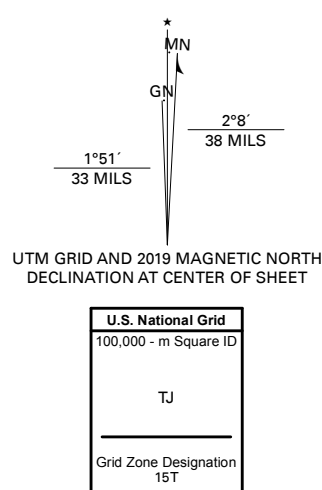 ★
MN
GN
2°8´
38 MILS
1°51´
33 MILS
UTM GRID AND 2019 MAGNETIC NORTH
DECLINATION AT CENTER OF SHEET
U.S. National Grid
100,000 - m Square ID
TJ
Grid Zone Designation
15T